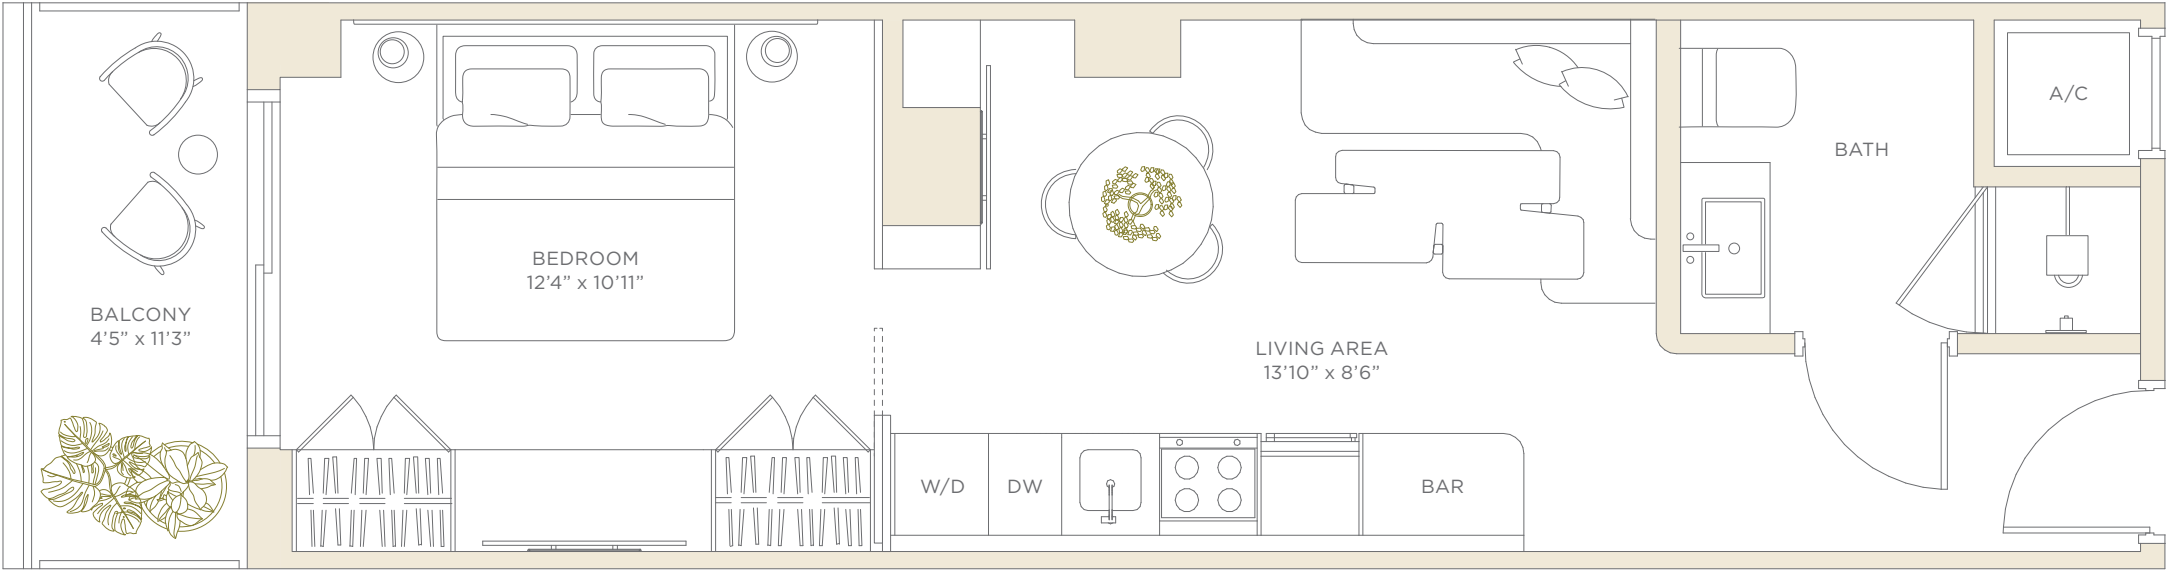 BALCONY
4’5” x 11’3”
BEDROOM
12’4” x 10’11”
LIVING AREA
13’10” x 8’6”
W/D
DW
BAR
BATH
A/C